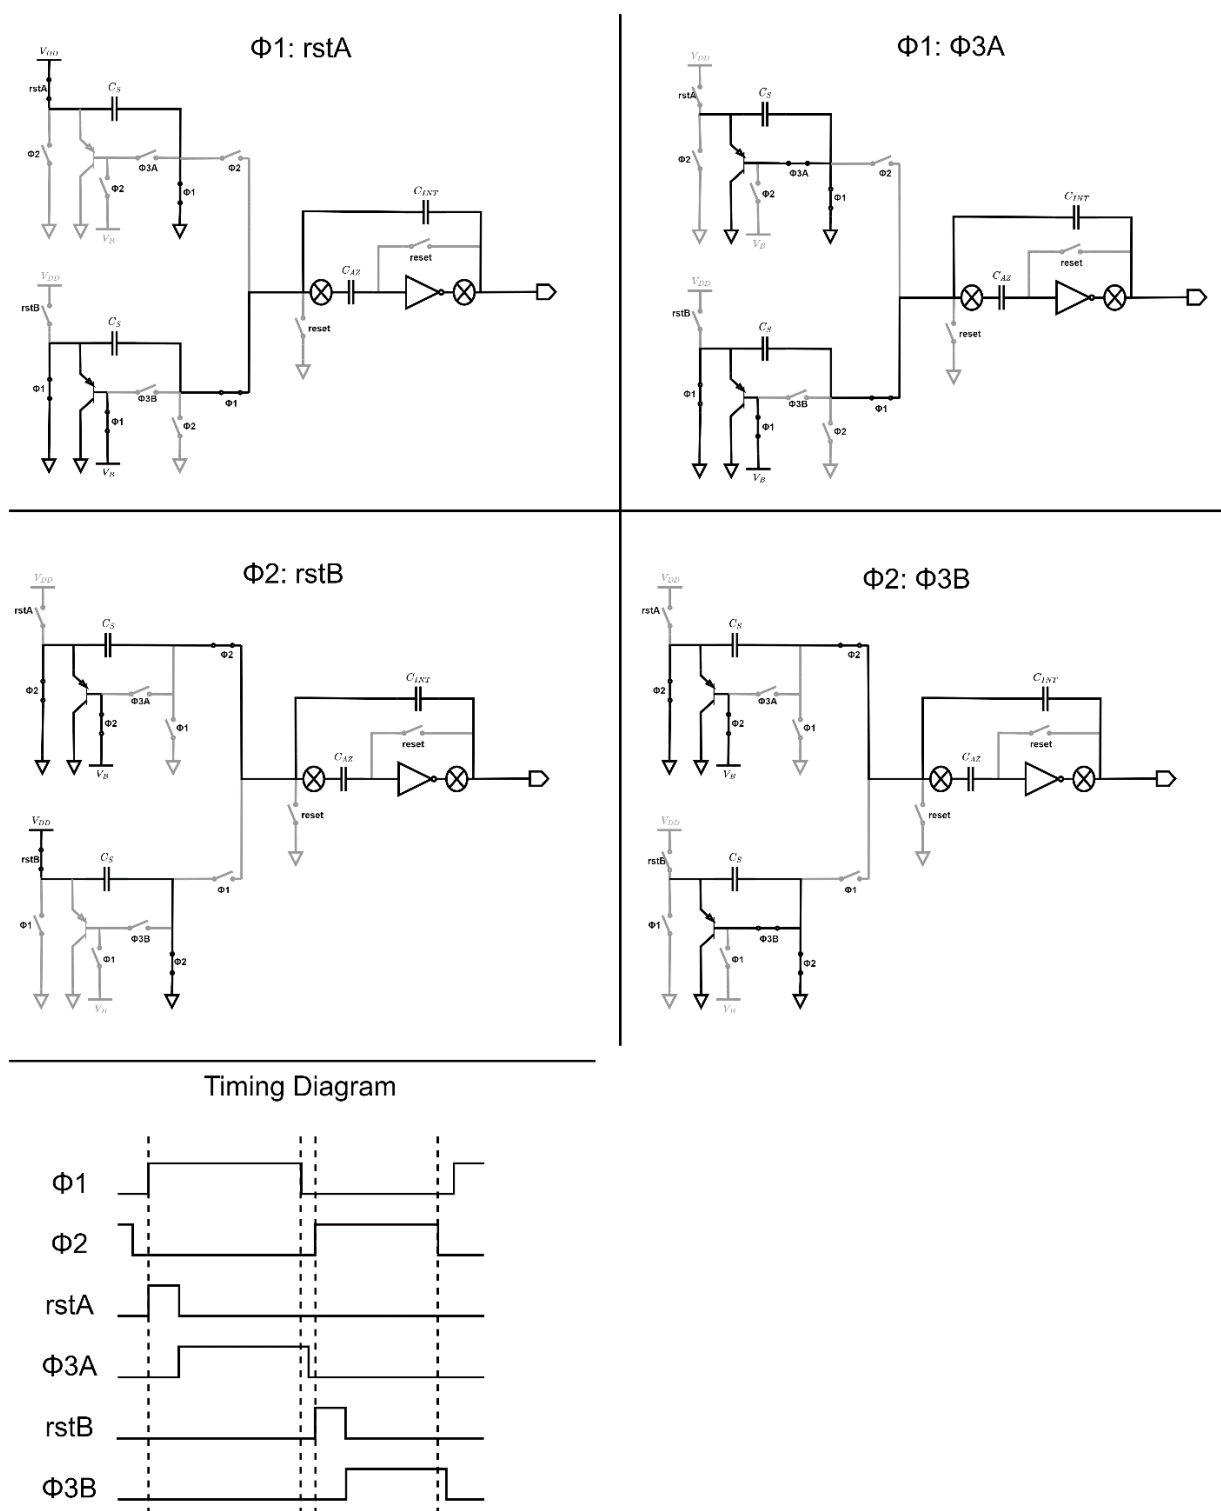 Φ1: rstA
V_DD
rstA
C_S
Φ2
Φ3A
Φ2
Φ2
Φ1
V_B
C_INT
reset
C_AZ
reset
V_DD
rstB
C_S
Φ1
Φ3B
Φ1
Φ1
Φ2
V_B
Φ1: Φ3A
V_DD
rstA
C_S
Φ2
Φ3A
Φ2
Φ2
Φ1
V_B
C_INT
reset
C_AZ
reset
V_DD
rstB
C_S
Φ1
Φ3B
Φ1
Φ1
Φ2
V_B
Φ2: rstB
V_DD
rstA
C_S
Φ2
Φ2
Φ3A
Φ2
Φ1
V_B
C_INT
reset
C_AZ
reset
V_DD
rstB
C_S
Φ1
Φ1
Φ3B
Φ1
Φ2
V_B
Φ2: Φ3B
V_DD
rstA
C_S
Φ2
Φ2
Φ3A
Φ2
Φ1
V_B
C_INT
reset
C_AZ
reset
V_DD
rstB
C_S
Φ1
Φ1
Φ3B
Φ1
Φ2
V_B
Timing Diagram
Φ1
Φ2
rstA
Φ3A
rstB
Φ3B